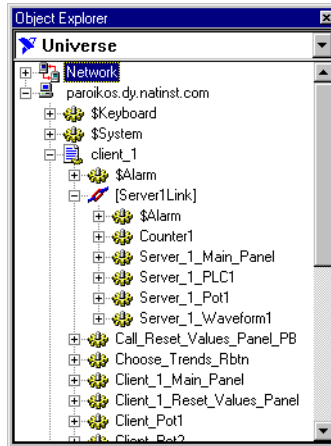 Object Explorer
Universe
Network
paroikos.dy.natinst.com
$Keyboard
$System
client_1
$Alarm
[Server1Link]
$Alarm
Counter1
Server_1_Main_Panel
Server_1_PLC1
Server_1_Pot1
Server_1_Waveform1
Call_Reset_Values_Panel_PB
Choose_Trends_Rbtn
Client_1_Main_Panel
Client_1_Reset_Values_Panel
Client_Pot1
Client_Pot2